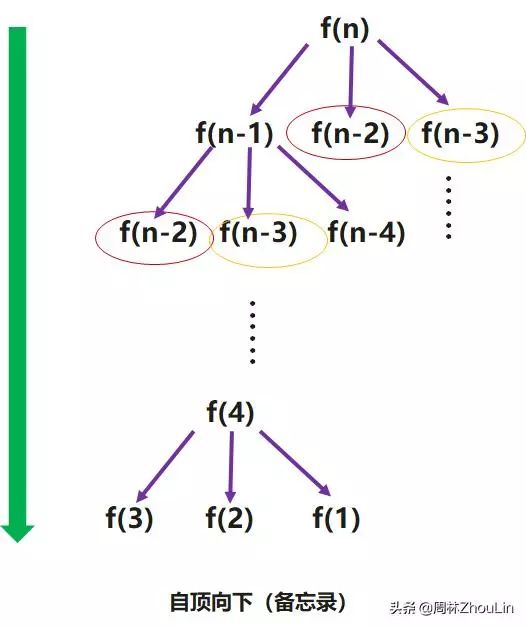 f(n)
f(n-1) f(n-2) f(n-3)
f(n-2) f(n-3) f(n-4)
f(4)
f(3) f(2) f(1)
自顶向下（备忘录）
头条 @周林ZhouLin